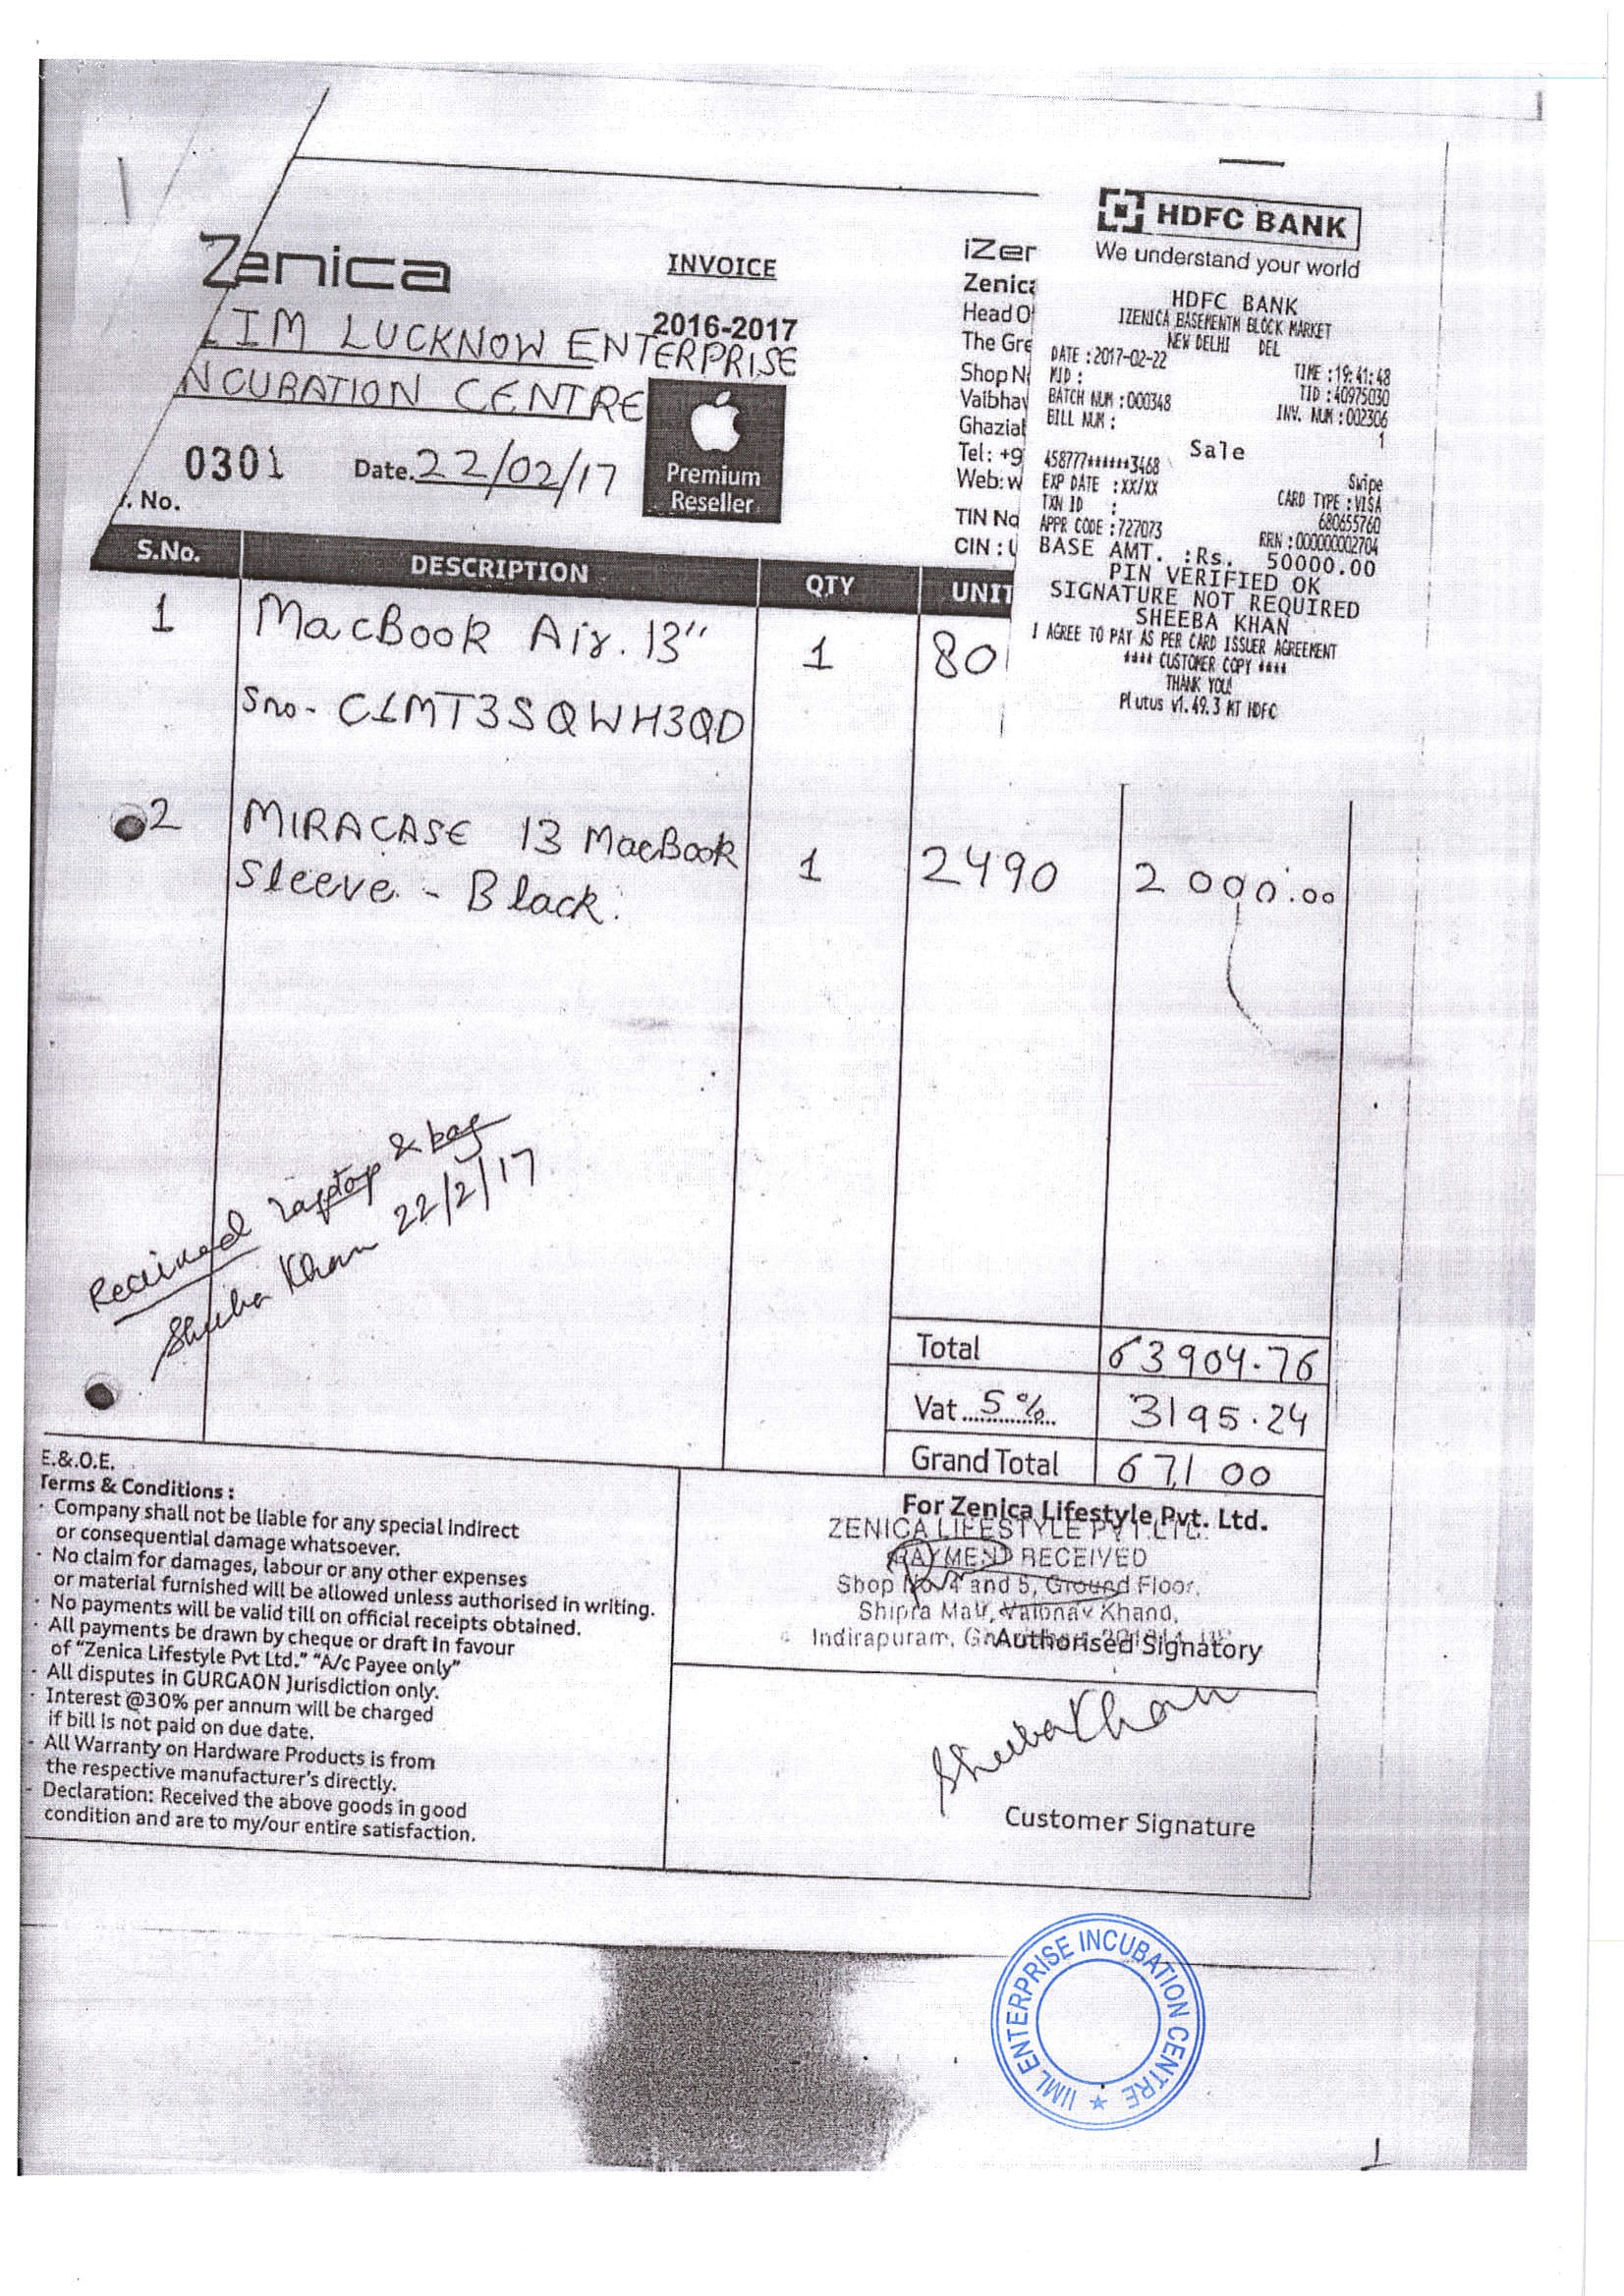 Zenica
INVOICE
2016-2017
IIM LUCKNOW ENTERPRISE
NCUBATION CENTRE
0301
Date.22/02/17
. No.
Premium
Reseller
iZer
Zenic
Head O
The Gre
Shop N
Vaibhav
Ghazia
Tel: +9
Web: w
TIN No
CIN : U
HDFC BANK
We understand your world
HDFC BANK
IZENICA BASEMENTM BLOCK MARKET
NEW DELHI DEL
DATE :2017-02-22 TIME :19:41:48
MID : TID :40975030
BATCH NUM :000348 INV. NUM :002306
BILL NUM : 1
Sale
458777******3468 Swipe
EXP DATE :XX/XX CARD TYPE :VISA
TXN ID : 680655760
APPR CODE :727073 RRN :000000002704
BASE AMT. :Rs. 50000.00
PIN VERIFIED OK
SIGNATURE NOT REQUIRED
SHEEBA KHAN
I AGREE TO PAY AS PER CARD ISSUER AGREEMENT
**** CUSTOMER COPY ****
THANK YOU!
Plutus v1.49.3 MT HDFC
S.No. DESCRIPTION QTY UNIT
1 MacBook Air. 13" 1 80
Sno- C1MT3SQWH3QD
2 MIRACASE 13 MacBook 1 2490 2000.00
Sleeve - Black.
Received laptop & bag
Sheeba Khan 22/2/17
Total 63904.76
Vat 5% 3195.24
Grand Total 67,100
E.&.O.E.
Terms & Conditions :
- Company shall not be liable for any special indirect
or consequential damage whatsoever.
- No claim for damages, labour or any other expenses
or material furnished will be allowed unless authorised in writing.
- No payments will be valid till on official receipts obtained.
- All payments be drawn by cheque or draft in favour
of "Zenica Lifestyle Pvt Ltd." "A/c Payee only"
- All disputes in GURGAON Jurisdiction only.
- Interest @30% per annum will be charged
if bill is not paid on due date.
- All Warranty on Hardware Products is from
the respective manufacturer's directly.
- Declaration: Received the above goods in good
condition and are to my/our entire satisfaction.
For Zenica Lifestyle Pvt. Ltd.
ZENICA LIFESTYLE PVT.LTD.
PAYMENT RECEIVED
Shop No. 4 and 5, Ground Floor,
Shipra Mall, Vaibhav Khand,
Indirapuram,
Authorised Signatory
Sheeba Khan
Customer Signature
IIML ENTERPRISE INCUBATION CENTRE
1